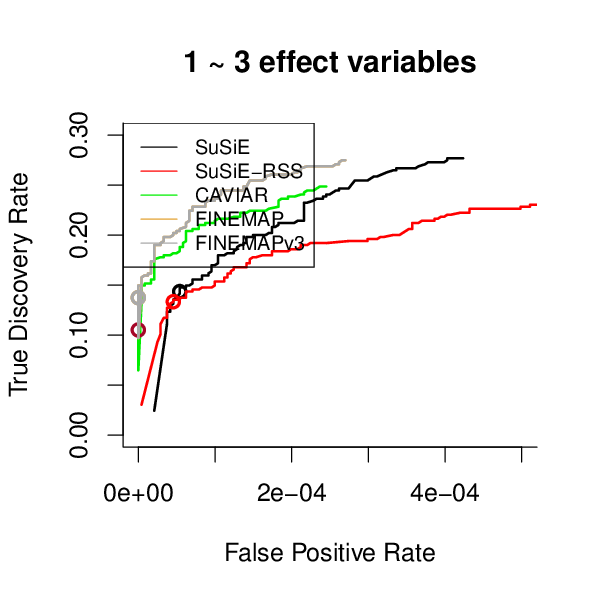 1 ~ 3 effect variables
True Discovery Rate
0.30
0.20
0.10
0.00
SuSiE
SuSiE−RSS
CAVIAR
FINEMAP
FINEMAPv3
0e+00 2e−04 4e−04
False Positive Rate